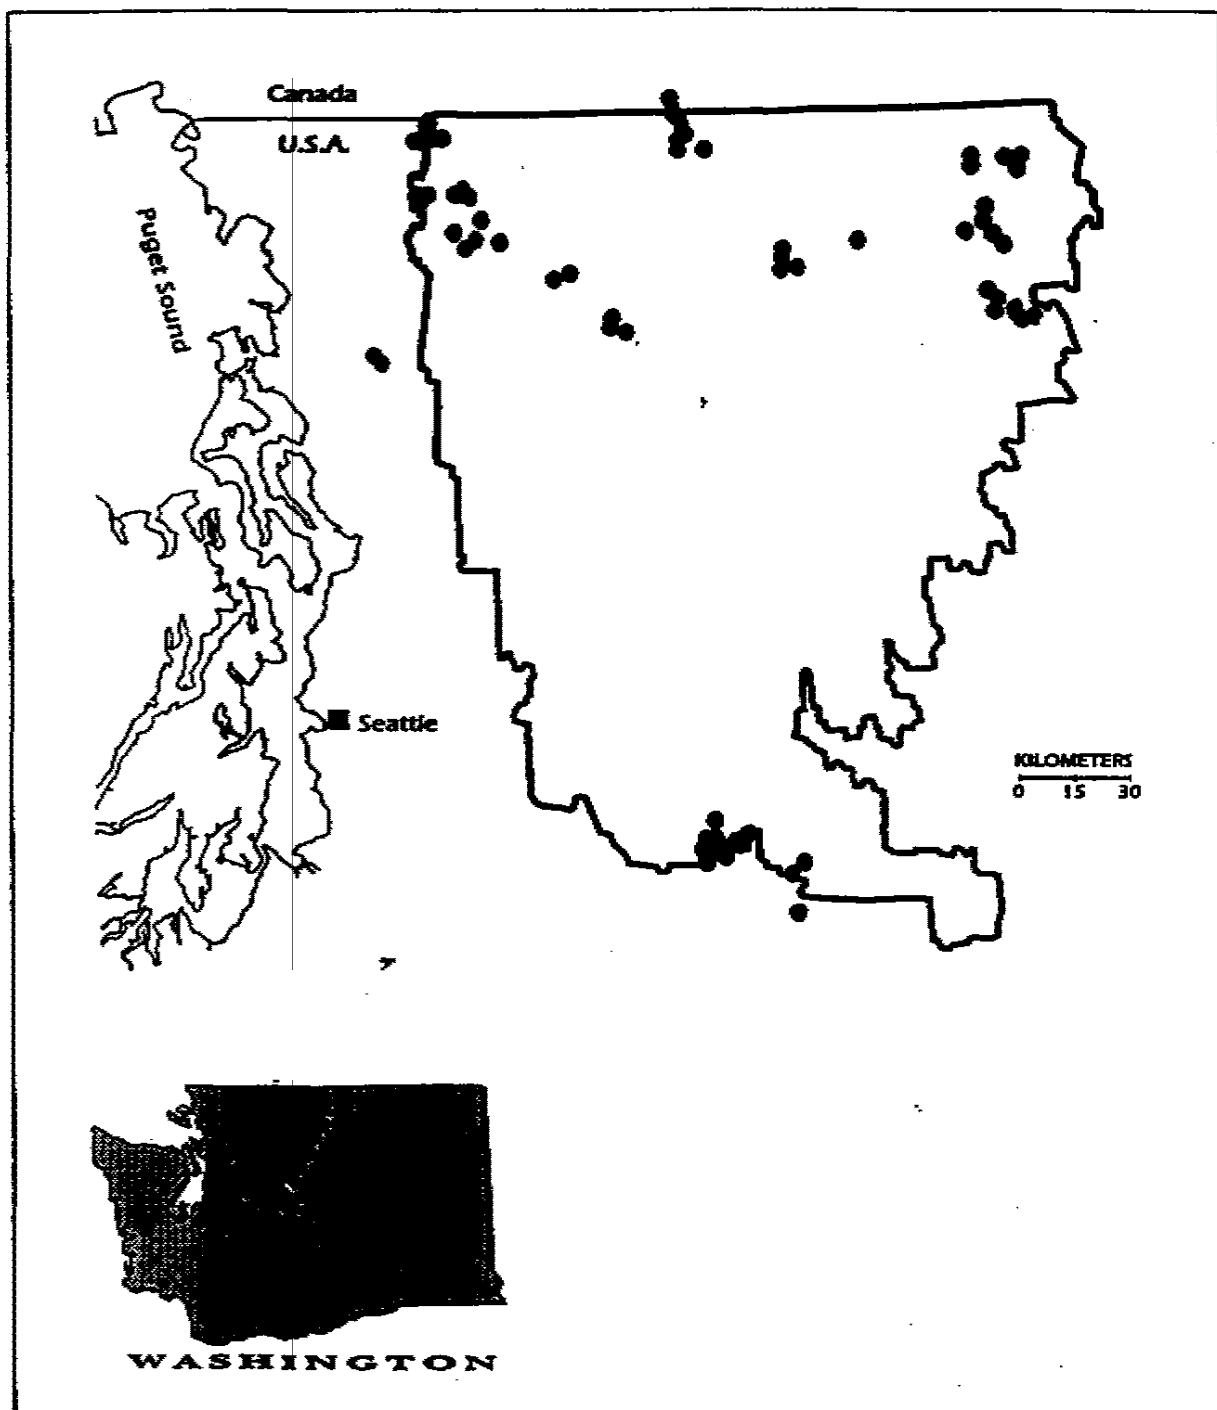 Canada
U.S.A.
Puget Sound
Seattle
KILOMETERS
0 15 30
WASHINGTON